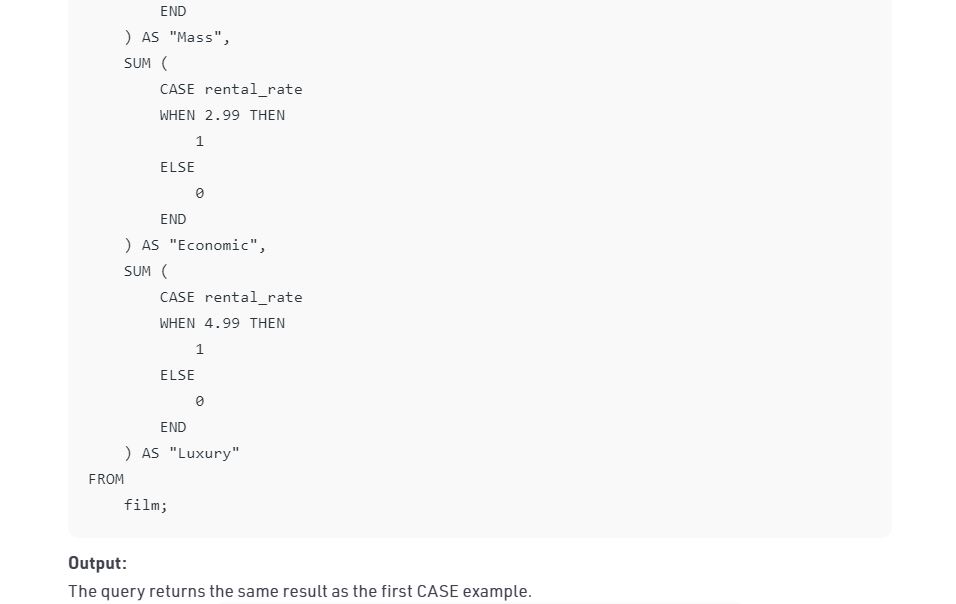 END
) AS "Mass",
SUM (
CASE rental_rate
WHEN 2.99 THEN
1
ELSE
0
END
) AS "Economic",
SUM (
CASE rental_rate
WHEN 4.99 THEN
1
ELSE
0
END
) AS "Luxury"
FROM
film;
Output:
The query returns the same result as the first CASE example.